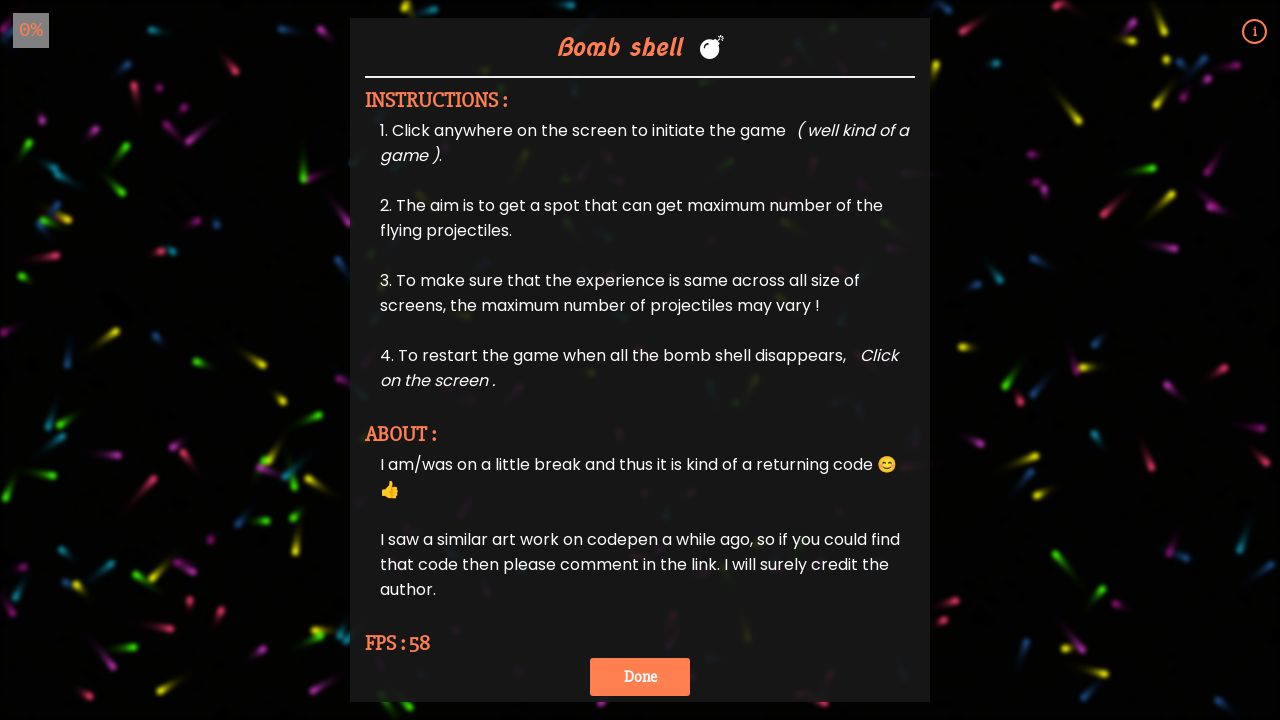 0%
i
Bomb shell 💣
INSTRUCTIONS :
1. Click anywhere on the screen to initiate the game ( well kind of a
game ).
2. The aim is to get a spot that can get maximum number of the
flying projectiles.
3. To make sure that the experience is same across all size of
screens, the maximum number of projectiles may vary !
4. To restart the game when all the bomb shell disappears, Click
on the screen .
ABOUT :
I am/was on a little break and thus it is kind of a returning code 😊
👍
I saw a similar art work on codepen a while ago, so if you could find
that code then please comment in the link. I will surely credit the
author.
FPS : 58
Done